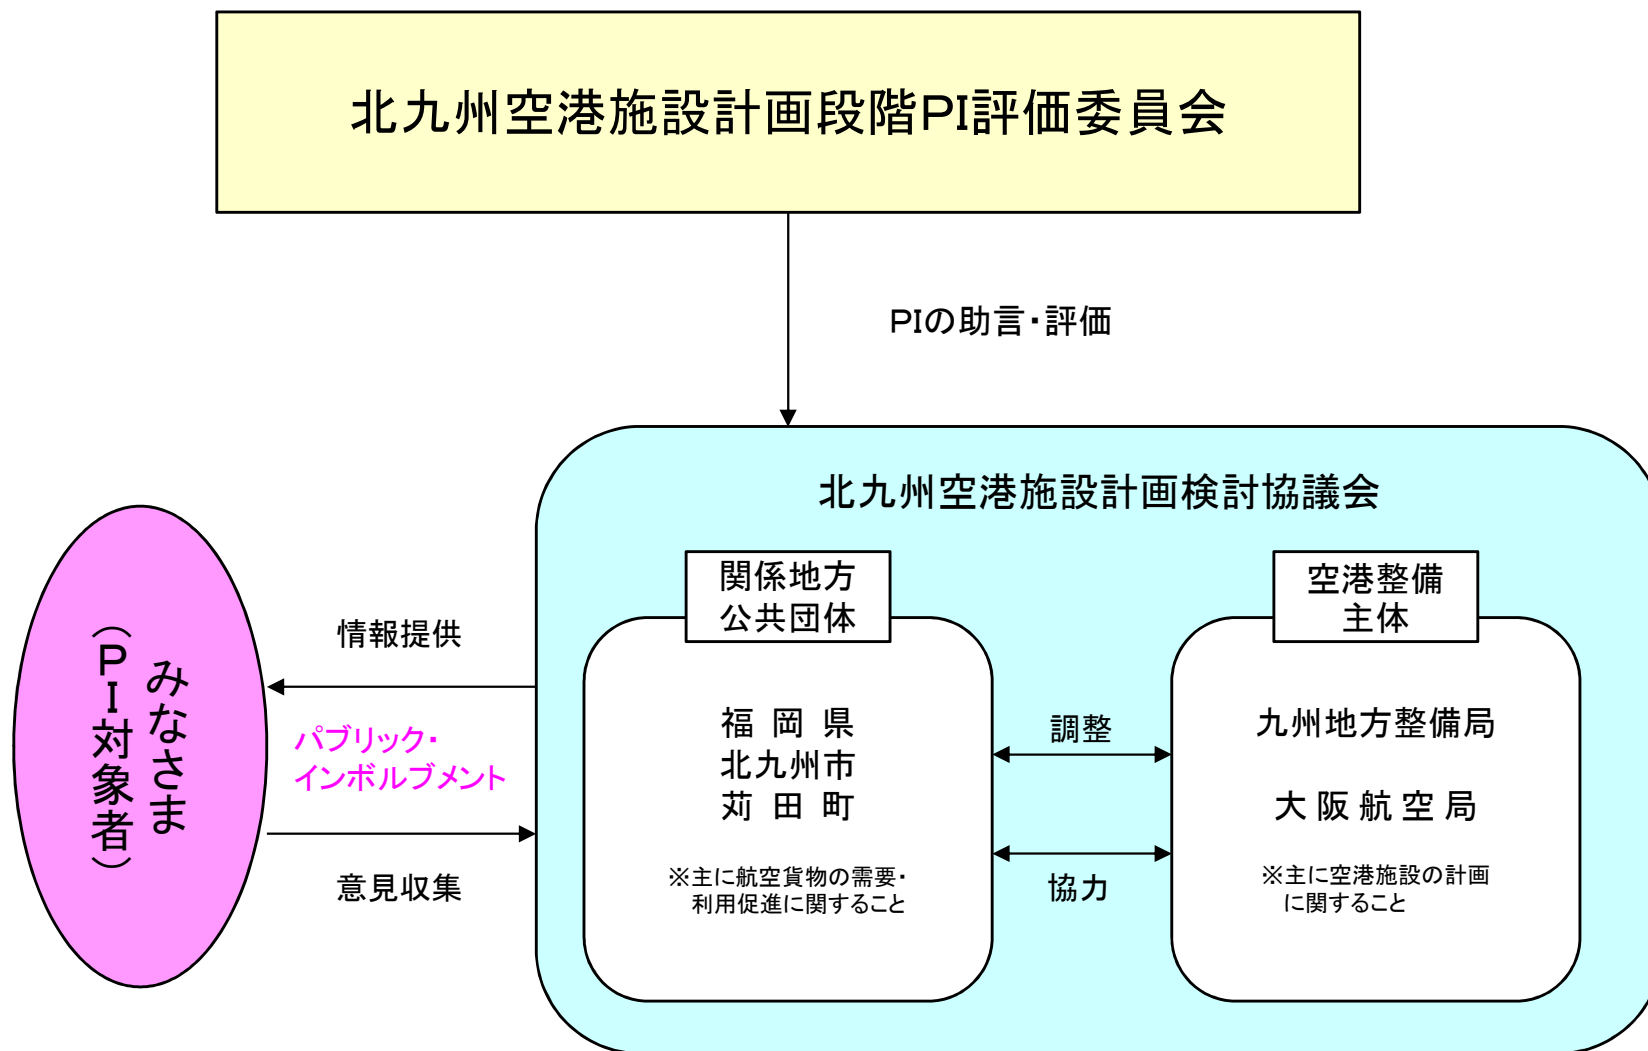 北九州空港施設計画段階PI評価委員会
PIの助言・評価
北九州空港施設計画検討協議会
関係地方
公共団体
空港整備
主体
情報提供
パブリック・
インボルブメント
意見収集
みなさま
（PI対象者）
福岡県
北九州市
苅田町
※主に航空貨物の需要・
利用促進に関すること
調整
協力
九州地方整備局
大阪航空局
※主に空港施設の計画
に関すること